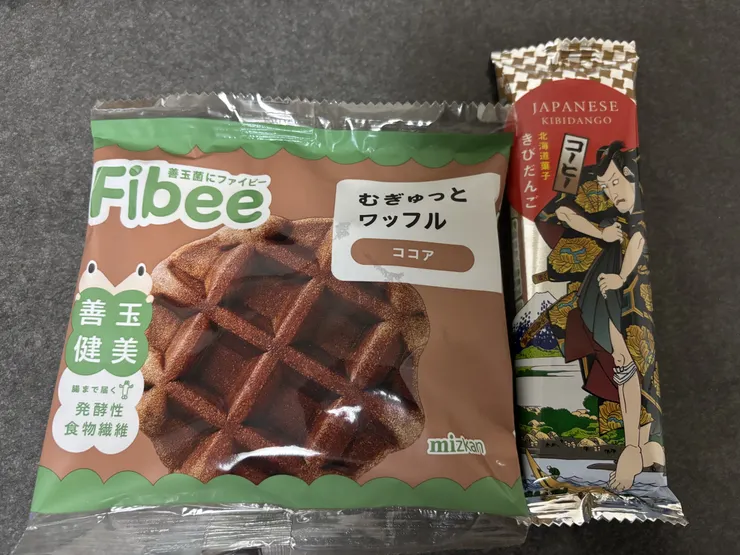 善玉菌にファイビー
Fibee
むぎゅっと
ワッフル
ココア
善玉
健美
腸まで届く
発酵性
食物繊維
mizkan
JAPANESE
KIBIDANGO
北海道菓子
きびだんご
コーヒー